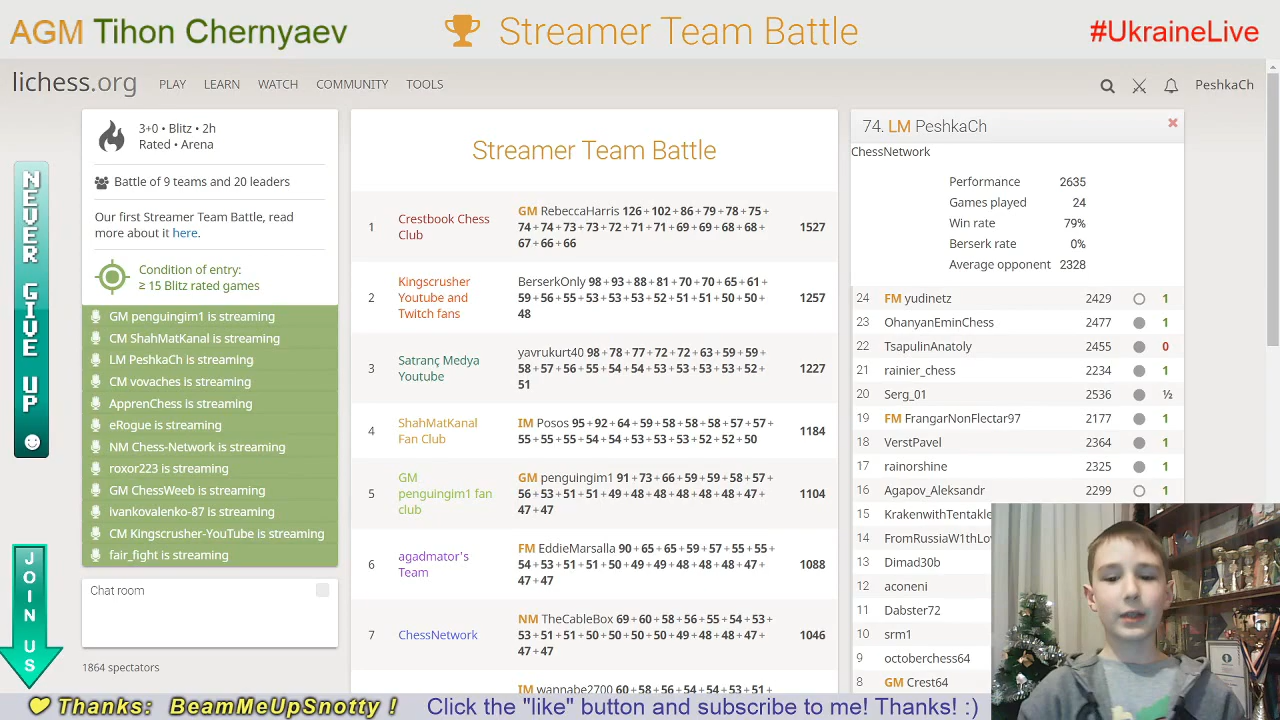 AGM Tihon Chernyaev
Streamer Team Battle
#UkraineLive
lichess.org
PLAY LEARN WATCH COMMUNITY TOOLS
PeshkaCh
NEVER GIVE UP
JOIN US
3+0 • Blitz • 2h
Rated • Arena
Battle of 9 teams and 20 leaders
Our first Streamer Team Battle, read
more about it here.
Condition of entry:
≥ 15 Blitz rated games
GM penguingim1 is streaming
CM ShahMatKanal is streaming
LM PeshkaCh is streaming
CM vovaches is streaming
ApprenChess is streaming
eRogue is streaming
NM Chess-Network is streaming
roxor223 is streaming
GM ChessWeeb is streaming
ivankovalenko-87 is streaming
CM Kingscrusher-YouTube is streaming
fair_fight is streaming
Chat room
1864 spectators
Streamer Team Battle
1 Crestbook Chess Club GM RebeccaHarris 126 + 102 + 86 + 79 + 78 + 75 + 1527
74 + 74 + 73 + 73 + 72 + 71 + 71 + 69 + 69 + 68 + 68 +
67 + 66 + 66
2 Kingscrusher Youtube and Twitch fans BerserkOnly 98 + 93 + 88 + 81 + 70 + 70 + 65 + 61 + 1257
59 + 56 + 55 + 53 + 53 + 53 + 52 + 51 + 51 + 50 + 50 +
48
3 Satranç Medya Youtube yavrukurt40 98 + 78 + 77 + 72 + 72 + 63 + 59 + 59 + 1227
58 + 57 + 56 + 55 + 54 + 54 + 53 + 53 + 53 + 53 + 52 +
51
4 ShahMatKanal Fan Club IM Posos 95 + 92 + 64 + 59 + 58 + 58 + 58 + 57 + 57 + 1184
55 + 55 + 55 + 54 + 54 + 53 + 53 + 53 + 52 + 52 + 50
5 GM penguingim1 fan club GM penguingim1 91 + 73 + 66 + 59 + 59 + 58 + 57 + 1104
56 + 53 + 51 + 51 + 49 + 48 + 48 + 48 + 48 + 48 + 47 +
47 + 47
6 agadmator's Team FM EddieMarsalla 90 + 65 + 65 + 59 + 57 + 55 + 55 + 1088
54 + 53 + 51 + 51 + 50 + 49 + 49 + 48 + 48 + 48 + 47 +
47 + 47
7 ChessNetwork NM TheCableBox 69 + 60 + 58 + 56 + 55 + 54 + 53 + 1046
53 + 51 + 51 + 50 + 50 + 50 + 50 + 49 + 48 + 48 + 47 +
47 + 47
IM wannabe2700 60 + 58 + 56 + 54 + 54 + 53 + 51 +
74. LM PeshkaCh
ChessNetwork
Performance 2635
Games played 24
Win rate 79%
Berserk rate 0%
Average opponent 2328
24 FM yudinetz 2429 1
23 OhanyanEminChess 2477 1
22 TsapulinAnatoly 2455 0
21 rainier_chess 2234 1
20 Serg_01 2536 ½
19 FM FrangarNonFlectar97 2177 1
18 VerstPavel 2364 1
17 rainorshine 2325 1
16 Agapov_Aleksandr 2299 1
15 KrakenwithTentakle
14 FromRussiaW1thLov
13 Dimad30b
12 aconeni
11 Dabster72
10 srm1
9 octoberchess64
8 GM Crest64
Thanks: BeamMeUpSnotty !
Click the "like" button and subscribe to me! Thanks! :)